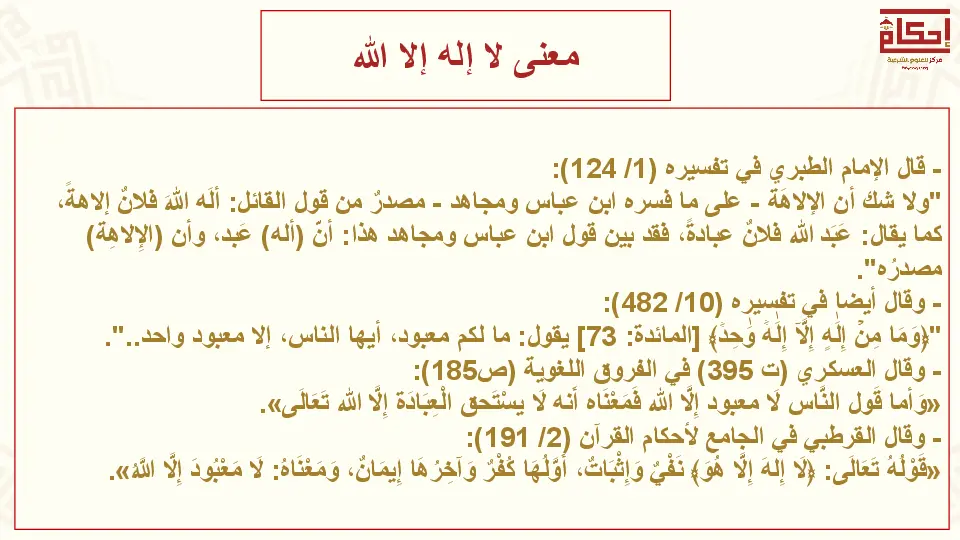 إحكام
مركز للعلوم الشرعية
معنى لا إله إلا الله
- قال الإمام الطبري في تفسيره (1/ 124):
"ولا شك أن الإلاهَة - على ما فسره ابن عباس ومجاهد - مصدرٌ من قول القائل: ألَه اللهَ فلانٌ إلاهةً،
كما يقال: عَبَد الله فلانٌ عبادةً، فقد بين قول ابن عباس ومجاهد هذا: أنّ (أله) عَبد، وأن (الإلاهِة)
مصدرُه".
- وقال أيضا في تفسيره (10/ 482):
"﴿وَمَا مِنۡ إِلَٰهٍ إِلَّآ إِلَٰهٞ وَٰحِدٞ﴾ [المائدة: 73] يقول: ما لكم معبود، أيها الناس، إلا معبود واحد..".
- وقال العسكري (ت 395) في الفروق اللغوية (ص185):
«وَأما قَول النَّاس لَا معبود إِلَّا الله فَمَعْنَاه أنه لَا يسْتَحق الْعِبَادَة إِلَّا الله تَعَالَى».
- وقال القرطبي في الجامع لأحكام القرآن (2/ 191):
«قَوْلُهُ تَعَالَى: ﴿لَا إِلهَ إِلَّا هُوَ﴾ نَفْيٌ وَإِثْبَاتٌ، أَوَّلُهَا كُفْرٌ وَآخِرُهَا إِيمَانٌ، وَمَعْنَاهُ: لَا مَعْبُودَ إِلَّا اللَّهُ».